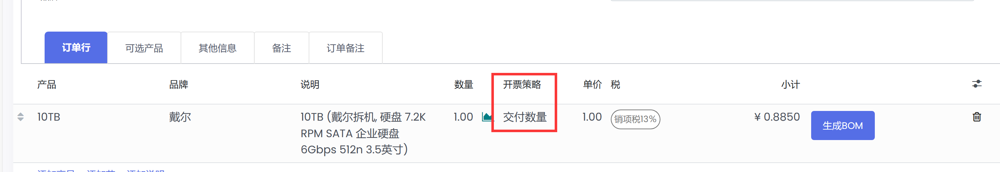 订单行 可选产品 其他信息 备注 订单备注
产品 品牌 说明 数量 开票策略 单价 税 小计
10TB 戴尔 10TB (戴尔拆机, 硬盘 7.2K 1.00 交付数量 1.00 销项税13% ¥ 0.8850 生成BOM
RPM SATA 企业硬盘
6Gbps 512n 3.5英寸)